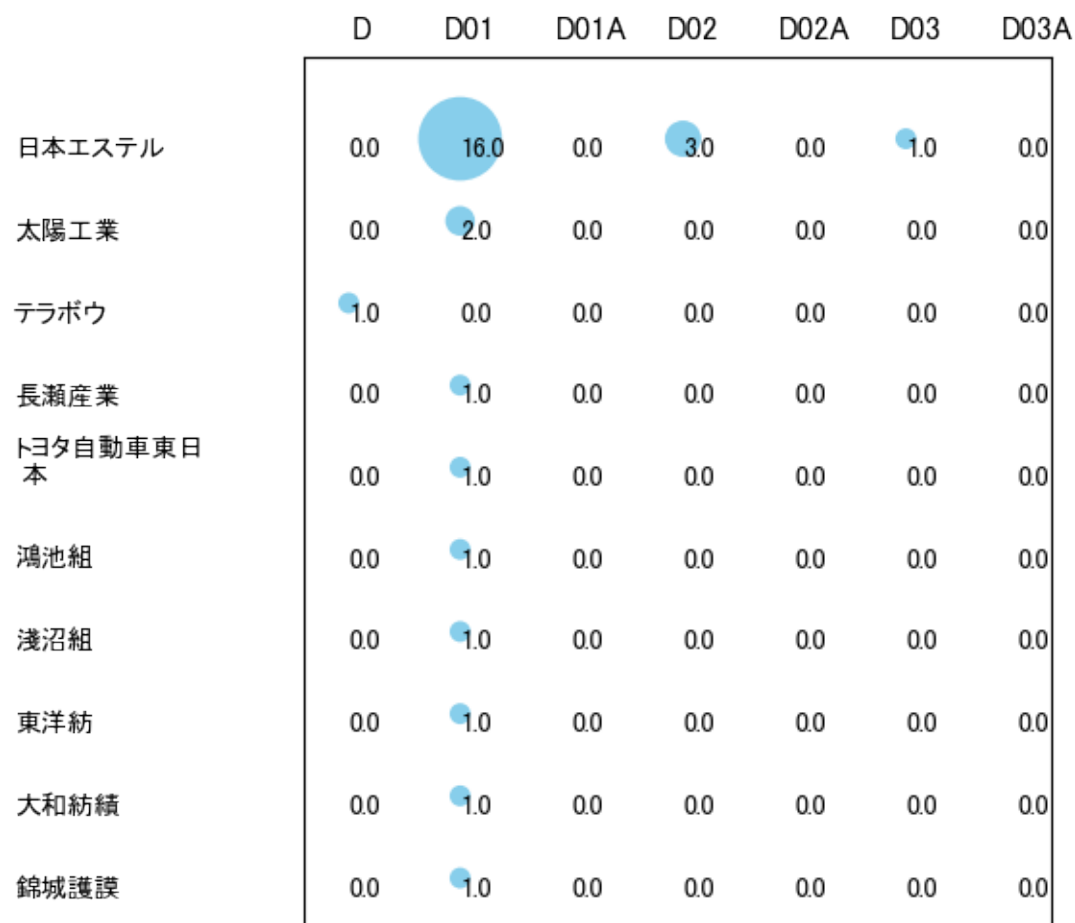 D D01 D01A D02 D02A D03 D03A
日本エステル 0.0 16.0 0.0 3.0 0.0 1.0 0.0
太陽工業 0.0 2.0 0.0 0.0 0.0 0.0 0.0
テラボウ 1.0 0.0 0.0 0.0 0.0 0.0 0.0
長瀬産業 0.0 1.0 0.0 0.0 0.0 0.0 0.0
トヨタ自動車東日
本 0.0 1.0 0.0 0.0 0.0 0.0 0.0
鴻池組 0.0 1.0 0.0 0.0 0.0 0.0 0.0
淺沼組 0.0 1.0 0.0 0.0 0.0 0.0 0.0
東洋紡 0.0 1.0 0.0 0.0 0.0 0.0 0.0
大和紡績 0.0 1.0 0.0 0.0 0.0 0.0 0.0
錦城護謨 0.0 1.0 0.0 0.0 0.0 0.0 0.0